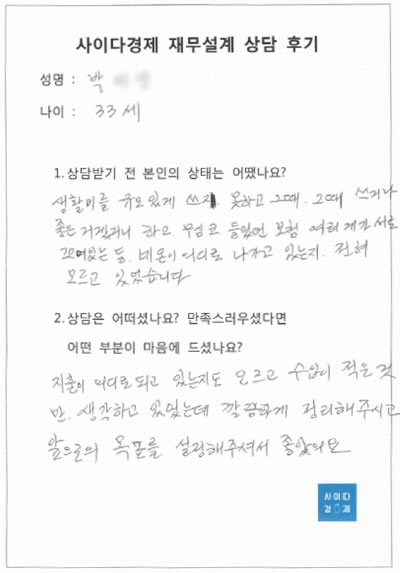 사이다경제 재무설계 상담 후기
성명 : 박
나이 : 33세
1.상담받기 전 본인의 상태는 어땠나요?
생활비를 규모있게 쓰지 못하고 그때. 그때 쓰거나
좋은 거겠거니 하고 무심코 들었던 보험 여러 개가 서로
꼬여있는 등, 내 돈이 어디로 나가고 있는지. 전혀
모르고 있었습니다
2.상담은 어떠셨나요? 만족스러우셨다면
어떤 부분이 마음에 드셨나요?
지출이 어디로 되고 있는지도 모르고 수입이 적은 것
만. 생각하고 있었는데 깔끔하게 정리해주시고
앞으로의 목표를 설정해주셔서 좋았어요
사이다
경제